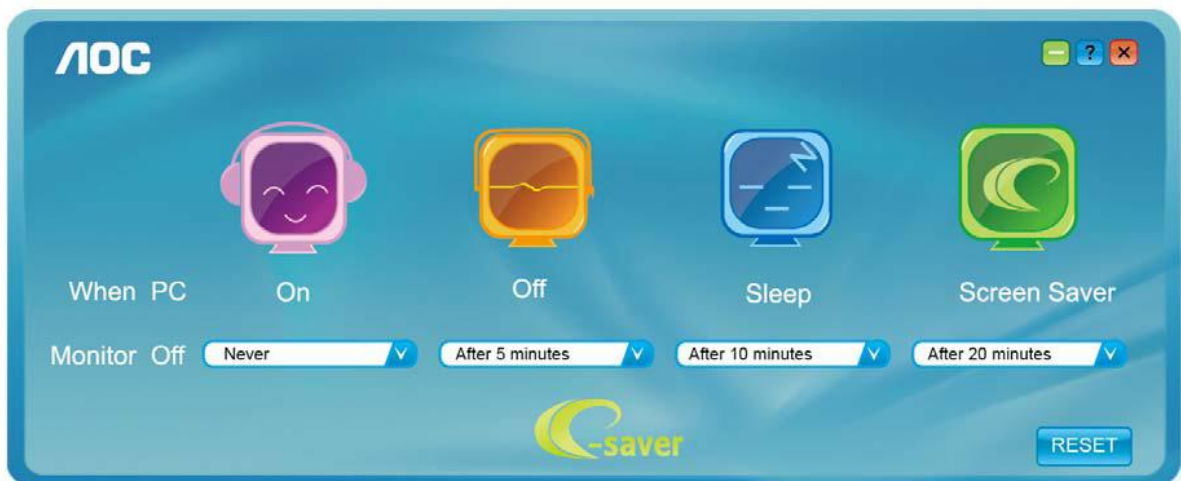 AOC
?
When PC On Off Sleep Screen Saver
Monitor Off Never After 5 minutes After 10 minutes After 20 minutes
e-saver
RESET